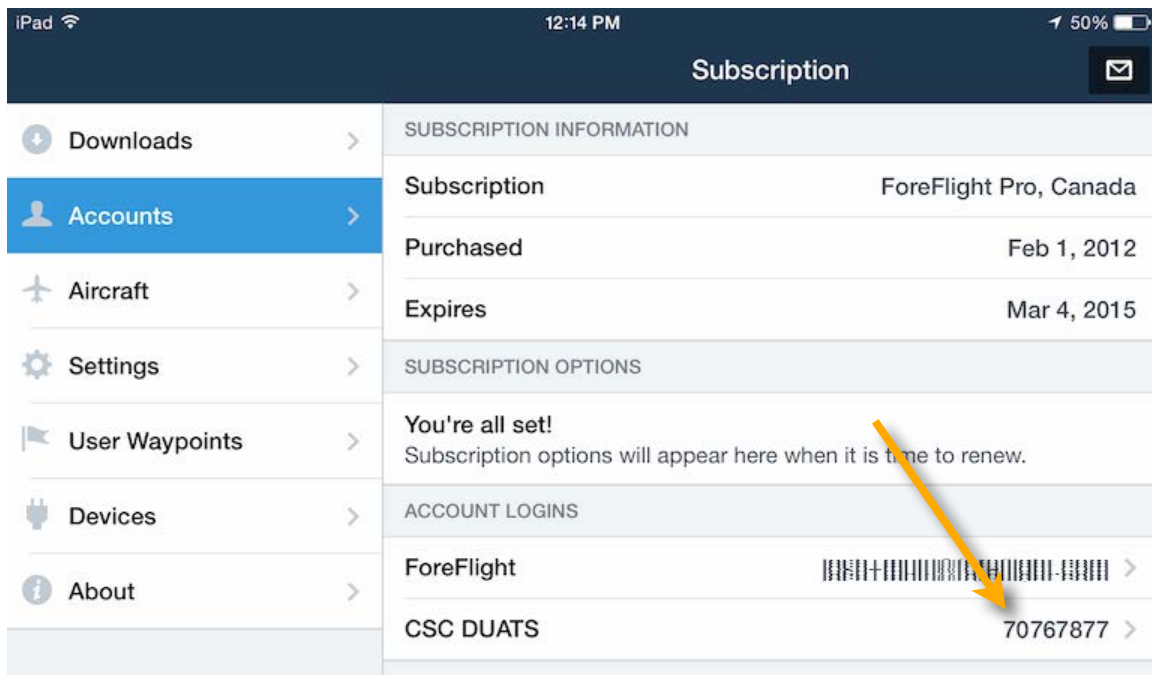 iPad 12:14 PM 50%
Subscription
Downloads
Accounts
Aircraft
Settings
User Waypoints
Devices
About
SUBSCRIPTION INFORMATION
Subscription ForeFlight Pro, Canada
Purchased Feb 1, 2012
Expires Mar 4, 2015
SUBSCRIPTION OPTIONS
You're all set!
Subscription options will appear here when it is time to renew.
ACCOUNT LOGINS
ForeFlight
CSC DUATS 70767877